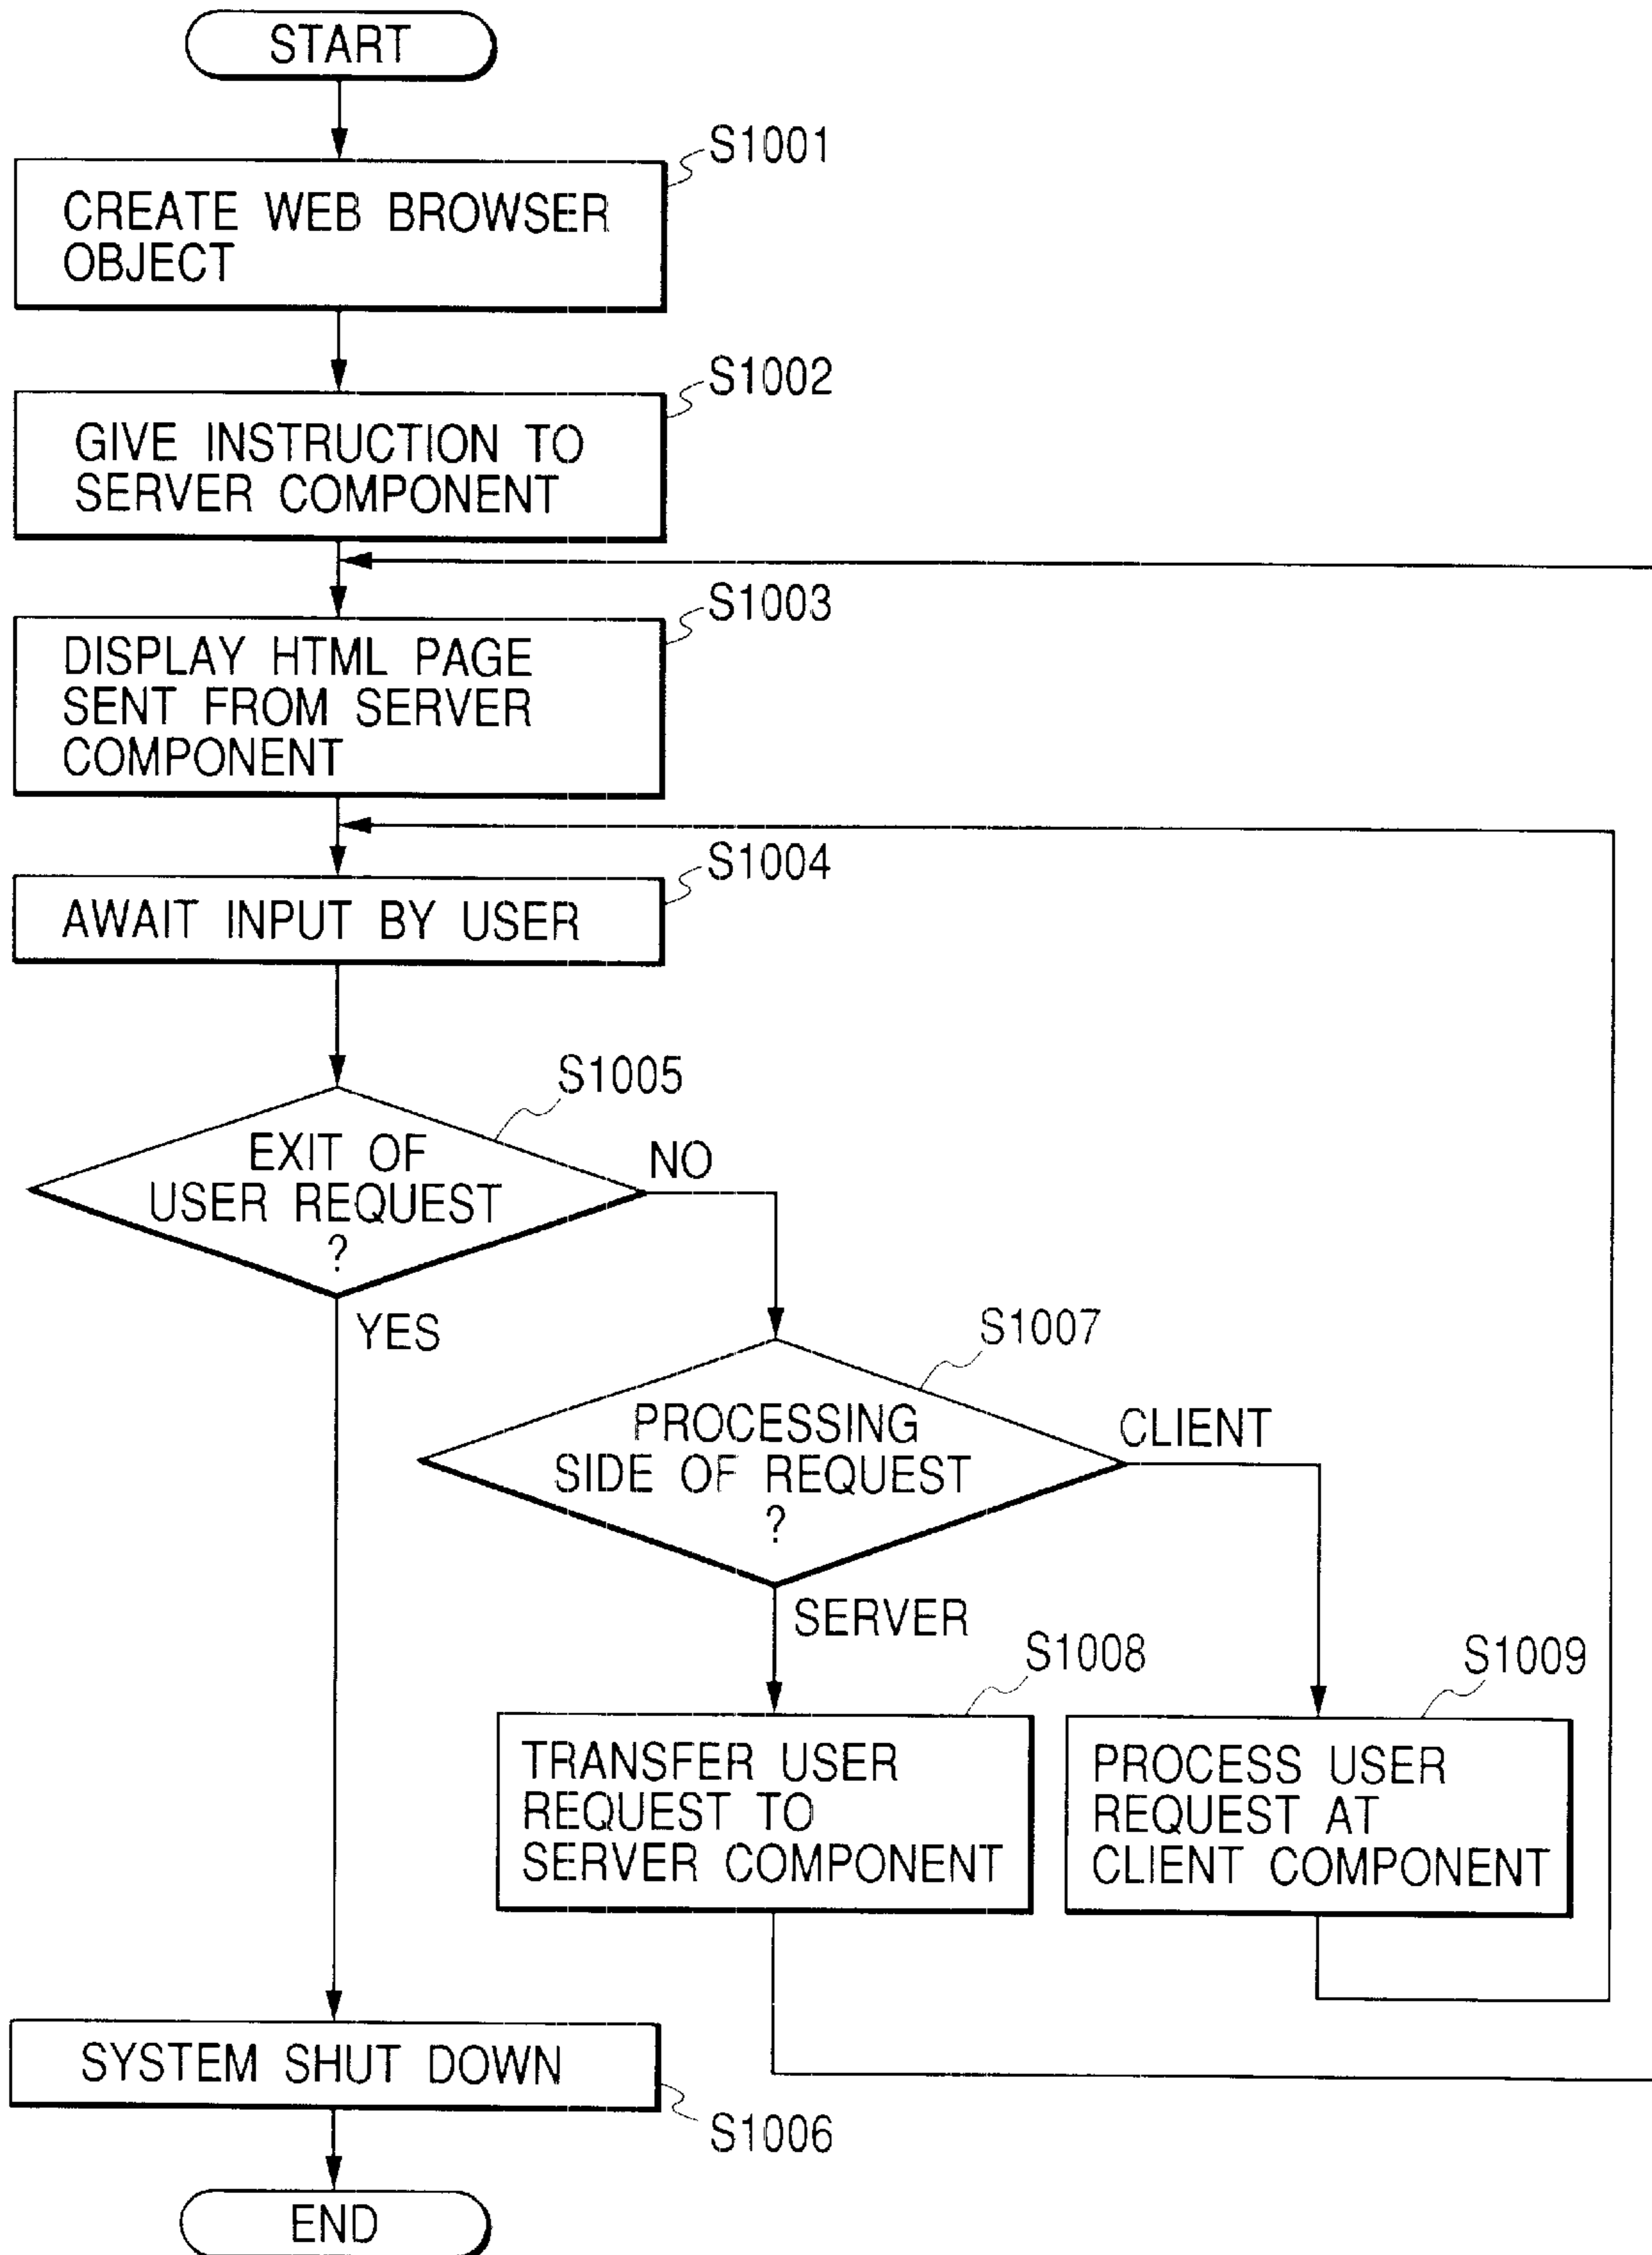 START
S1001
CREATE WEB BROWSER
OBJECT
S1002
GIVE INSTRUCTION TO
SERVER COMPONENT
S1003
DISPLAY HTML PAGE
SENT FROM SERVER
COMPONENT
S1004
AWAIT INPUT BY USER
S1005
EXIT OF
USER REQUEST
?
NO
YES
S1007
PROCESSING
SIDE OF REQUEST
?
CLIENT
SERVER
S1008
TRANSFER USER
REQUEST TO
SERVER COMPONENT
S1009
PROCESS USER
REQUEST AT
CLIENT COMPONENT
SYSTEM SHUT DOWN
S1006
END